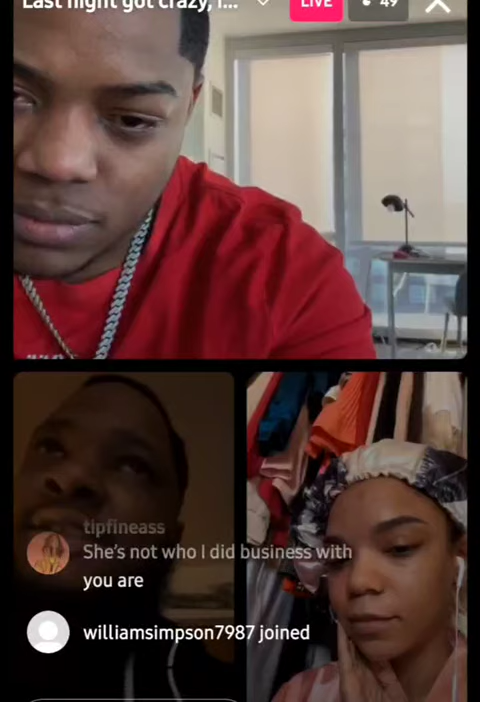 Last night got crazy, I...
LIVE
49
tipfineass
She's not who I did business with
you are
williamsimpson7987 joined